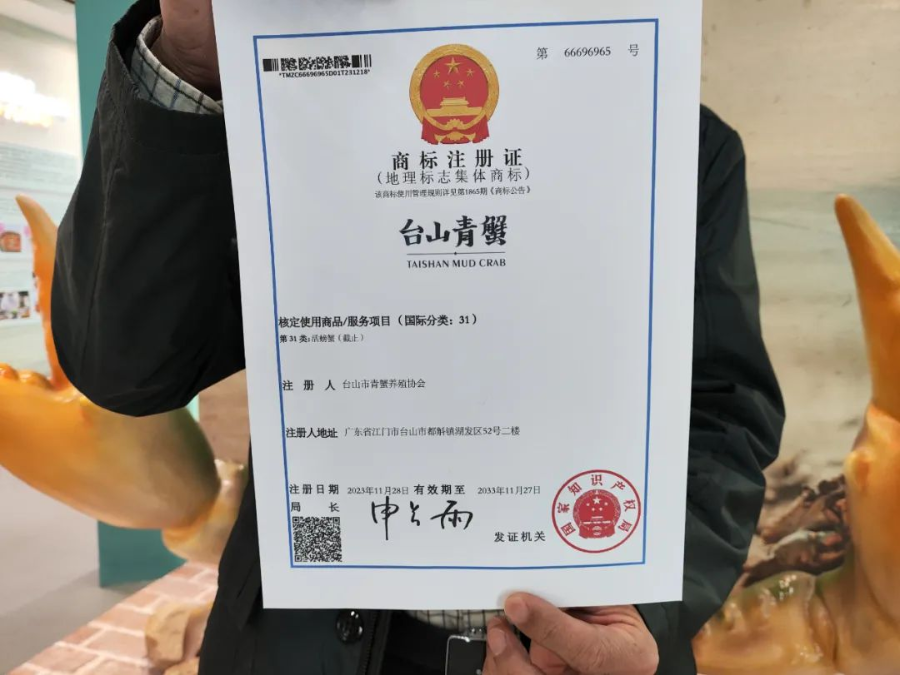 第 66696965 号
*TMZC66696965D01T231218*
商标注册证
(地理标志集体商标)
该商标使用管理规则详见第1865期《商标公告》
台山青蟹
TAISHAN MUD CRAB
核定使用商品/服务项目(国际分类:31)
第31类:活螃蟹(截止)
注 册 人 台山市青蟹养殖协会
注册人地址 广东省江门市台山市都斛镇湖发区52号二楼
注册日期 2023年11月28日 有效期至 2033年11月27日
局 长 申长雨
发证机关
国家知识产权局